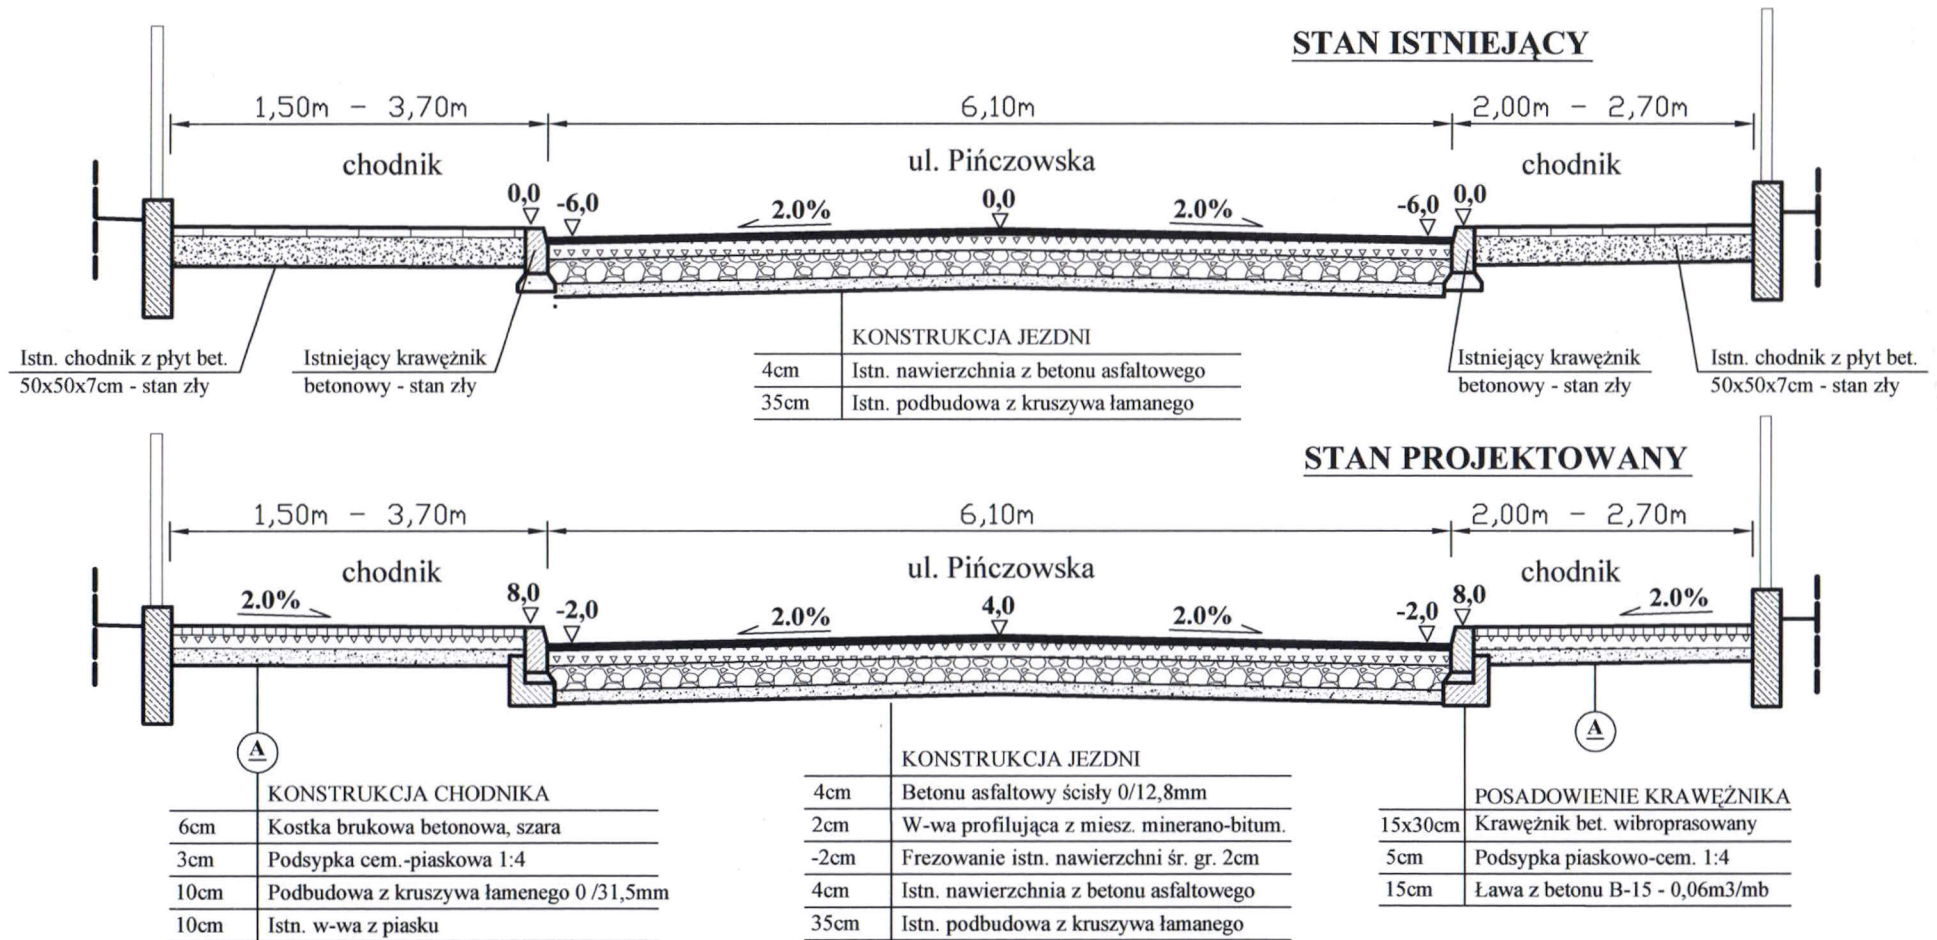 STAN ISTNIEJĄCY
1,50m - 3,70m
6,10m
2,00m - 2,70m
chodnik
ul. Pińczowska
chodnik
0,0
-6,0
2.0%
0,0
2.0%
-6,0
0,0
Istn. chodnik z płyt bet.
50x50x7cm - stan zły
Istniejący krawężnik
betonowy - stan zły
KONSTRUKCJA JEZDNI
4cm Istn. nawierzchnia z betonu asfaltowego
35cm Istn. podbudowa z kruszywa łamanego
Istniejący krawężnik
betonowy - stan zły
Istn. chodnik z płyt bet.
50x50x7cm - stan zły
STAN PROJEKTOWANY
1,50m - 3,70m
6,10m
2,00m - 2,70m
chodnik
ul. Pińczowska
chodnik
2.0%
8,0
-2,0
2.0%
4,0
2.0%
-2,0
8,0
2.0%
A
A
KONSTRUKCJA CHODNIKA
6cm Kostka brukowa betonowa, szara
3cm Podsypka cem.-piaskowa 1:4
10cm Podbudowa z kruszywa łamenego 0 /31,5mm
10cm Istn. w-wa z piasku
KONSTRUKCJA JEZDNI
4cm Betonu asfaltowy ścisły 0/12,8mm
2cm W-wa profilująca z miesz. minerano-bitum.
-2cm Frezowanie istn. nawierzchni śr. gr. 2cm
4cm Istn. nawierzchnia z betonu asfaltowego
35cm Istn. podbudowa z kruszywa łamanego
POSADOWIENIE KRAWĘŻNIKA
15x30cm Krawężnik bet. wibroprasowany
5cm Podsypka piaskowo-cem. 1:4
15cm Ława z betonu B-15 - 0,06m3/mb